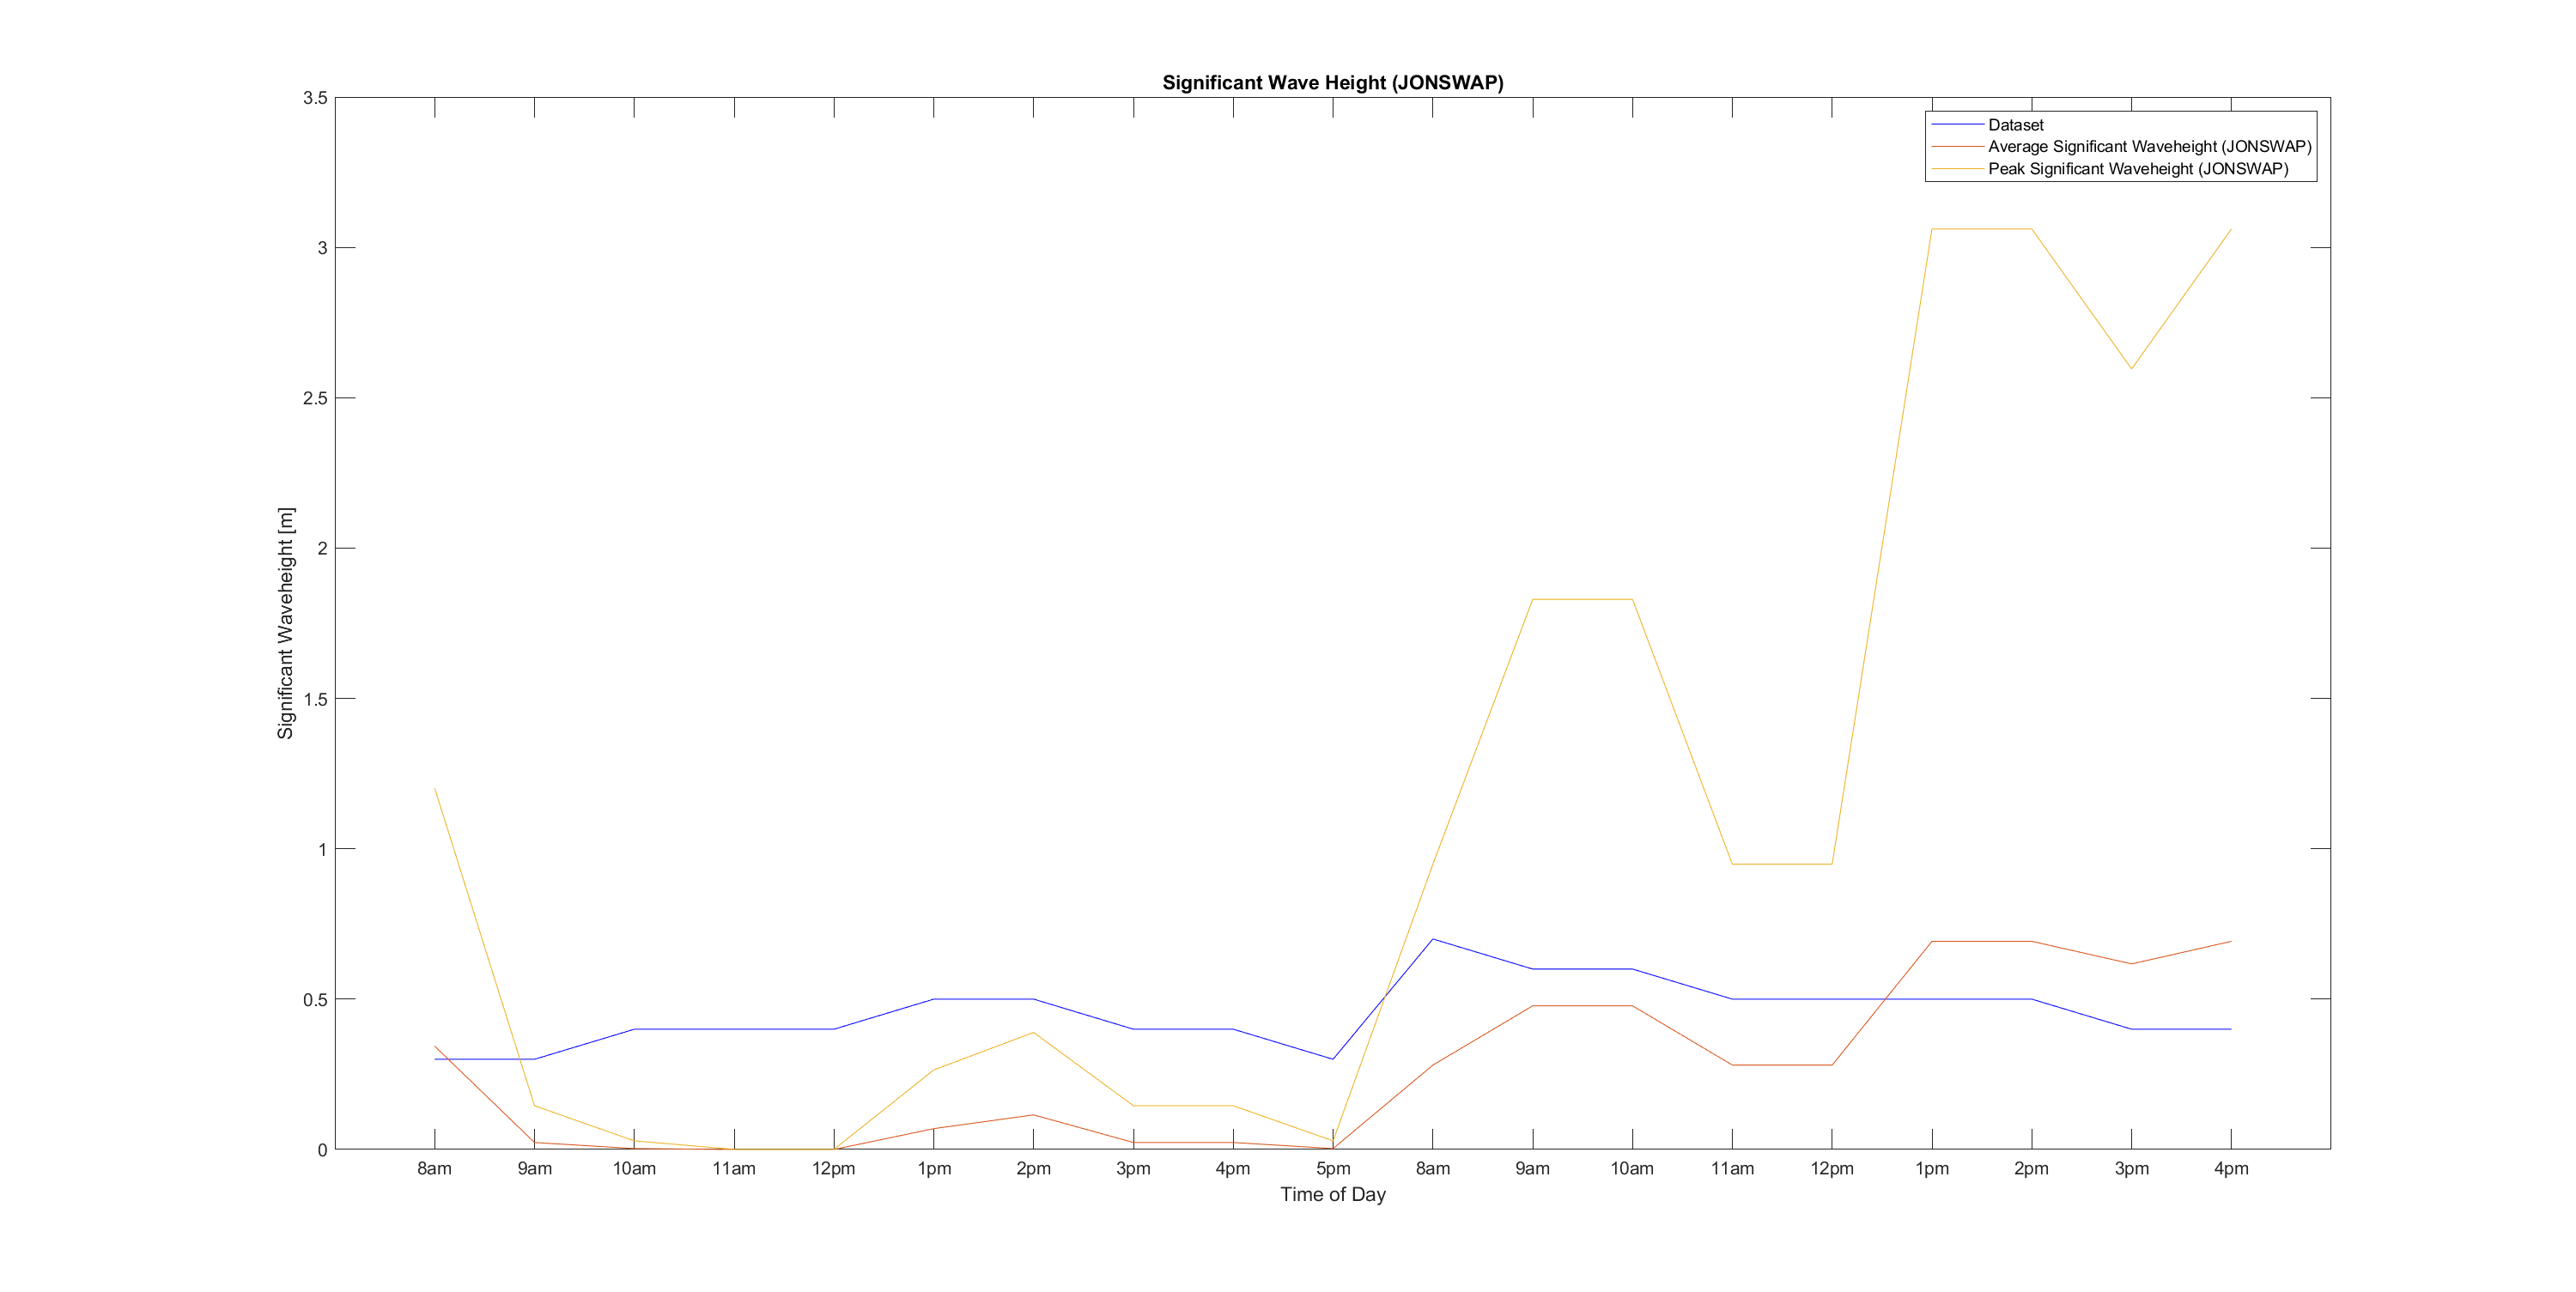 Significant Wave Height (JONSWAP)
Dataset
Average Significant Waveheight (JONSWAP)
Peak Significant Waveheight (JONSWAP)
3.5
3
2.5
2
1.5
1
0.5
0
Significant Waveheight [m]
8am 9am 10am 11am 12pm 1pm 2pm 3pm 4pm 5pm 8am 9am 10am 11am 12pm 1pm 2pm 3pm 4pm
Time of Day